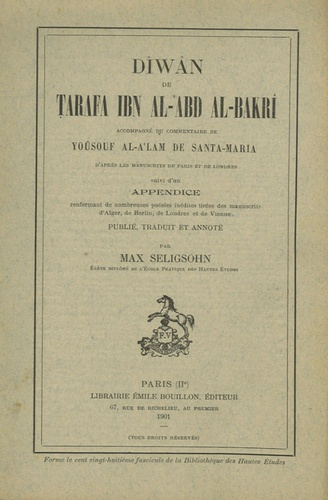 DÎWÂN
DE
ṬARAFA IBN AL-‘ABD AL-BAKRÎ
ACCOMPAGNÉ DU COMMENTAIRE DE
YOÛSOUF AL-A‘LAM DE SANTA-MARIA
D'APRÈS LES MANUSCRITS DE PARIS ET DE LONDRES
suivi d'un
APPENDICE
renfermant de nombreuses poésies inédites tirées des manuscrits
d'Alger, de Berlin, de Londres et de Vienne.
PUBLIÉ, TRADUIT ET ANNOTÉ
PAR
MAX SELIGSOHN
ÉLÈVE DIPLÔMÉ DE L'ÉCOLE PRATIQUE DES HAUTES ÉTUDES
F.V
PARIS (IIe)
LIBRAIRIE ÉMILE BOUILLON, ÉDITEUR
67, RUE DE RICHELIEU, AU PREMIER
1901
(TOUS DROITS RÉSERVÉS)
Forme le cent vingt-huitième fascicule de la Bibliothèque des Hautes Études